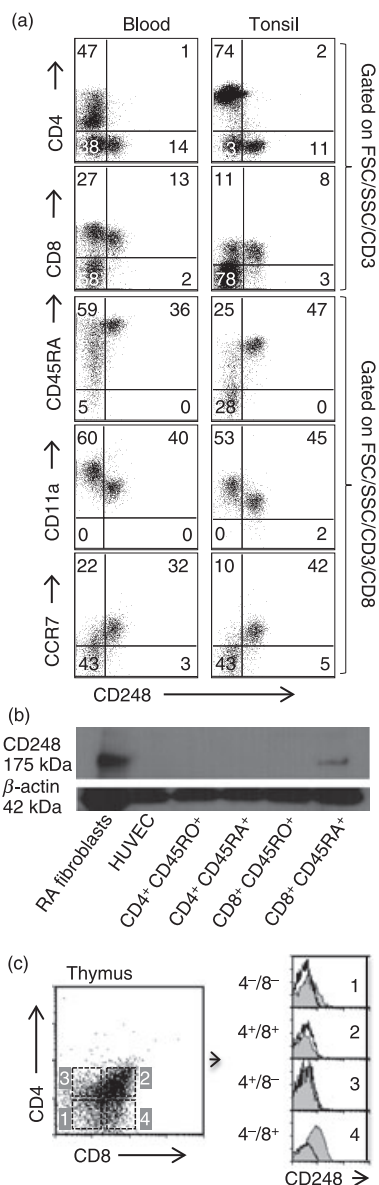 (a)
Blood Tonsil
47 1 74 2
CD4
38 14 3 11
27 13 11 8
CD8
58 2 78 3
Gated on FSC/SSC/CD3
59 36 25 47
CD45RA
5 0 28 0
60 40 53 45
CD11a
0 0 0 2
22 32 10 42
CCR7
43 3 43 5
Gated on FSC/SSC/CD3/CD8
CD248
(b)
CD248
175 kDa
β-actin
42 kDa
RA fibroblasts
HUVEC
CD4+ CD45RO+
CD4+ CD45RA+
CD8+ CD45RO+
CD8+ CD45RA+
(c)
Thymus
CD4
3 2
1 4
CD8
4−/8− 1
4+/8+ 2
4+/8− 3
4−/8+ 4
CD248